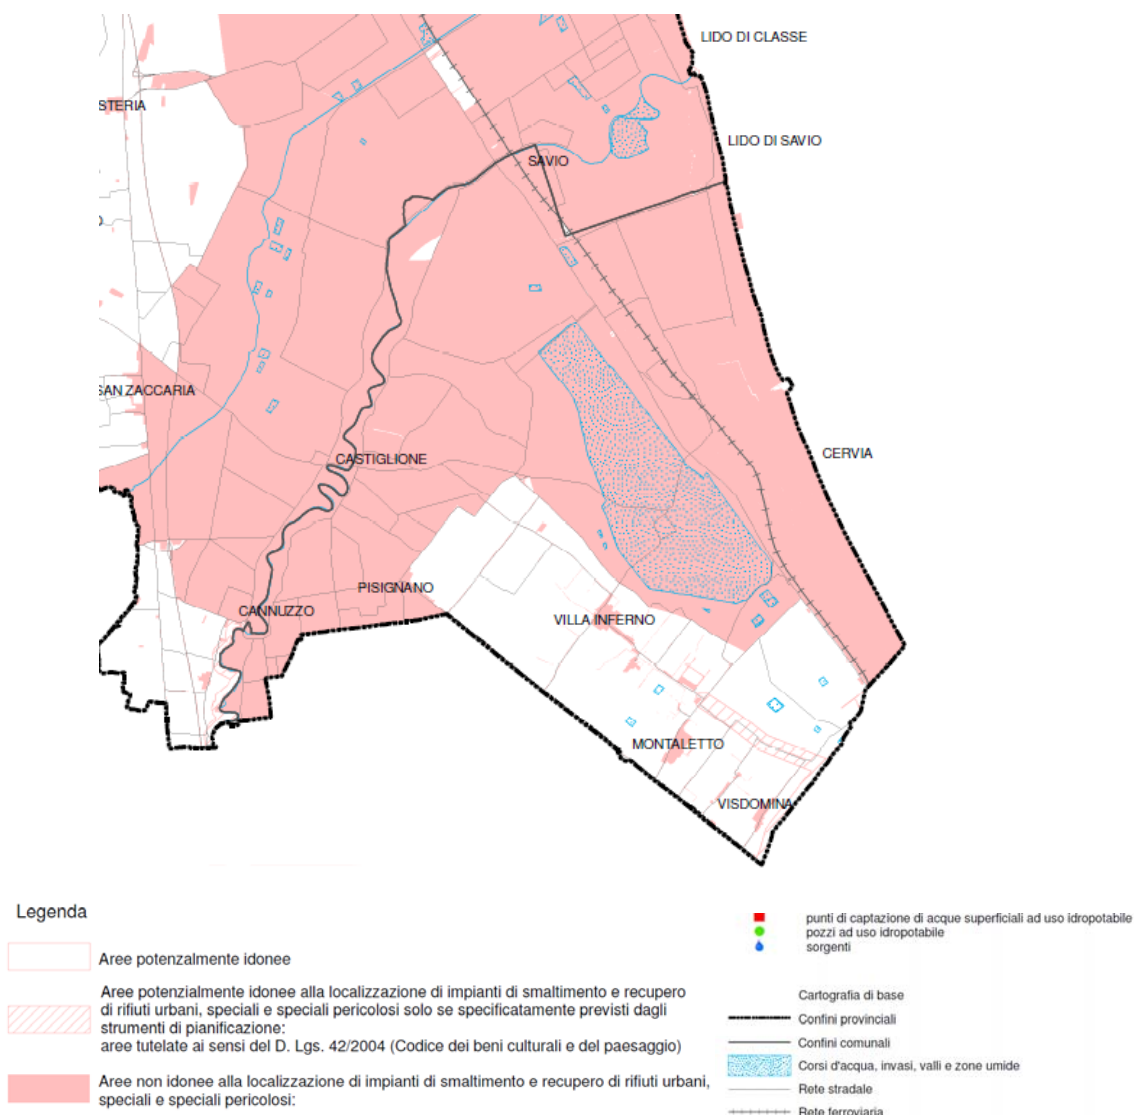 LIDO DI CLASSE
STERIA
LIDO DI SAVIO
SAVIO
SAN ZACCARIA
CERVIA
CASTIGLIONE
PISIGNANO
CANNUZZO
VILLA INFERNO
MONTALETTO
VISDOMINA
Legenda
Aree potenzalmente idonee
Aree potenzialmente idonee alla localizzazione di impianti di smaltimento e recupero
di rifiuti urbani, speciali e speciali pericolosi solo se specificatamente previsti dagli
strumenti di pianificazione:
aree tutelate ai sensi del D. Lgs. 42/2004 (Codice dei beni culturali e del paesaggio)
Aree non idonee alla localizzazione di impianti di smaltimento e recupero di rifiuti urbani,
speciali e speciali pericolosi:
punti di captazione di acque superficiali ad uso idropotabile
pozzi ad uso idropotabile
sorgenti
Cartografia di base
Confini provinciali
Confini comunali
Corsi d'acqua, invasi, valli e zone umide
Rete stradale
Rete ferroviaria